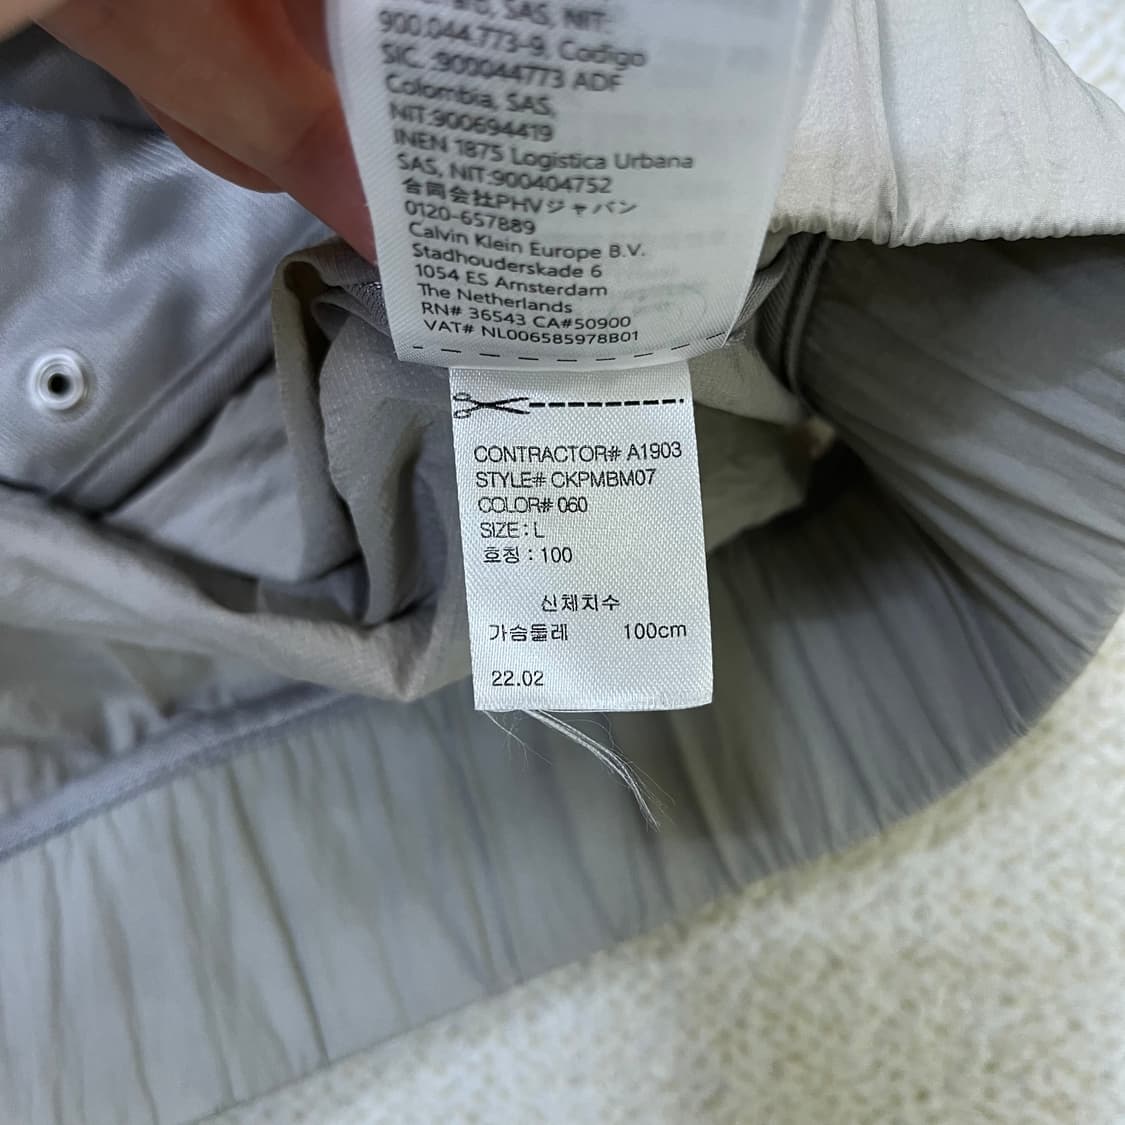 SAS, NIT:
900.044.773-9, Codigo
SIC. :900044773 ADF
Colombia, SAS,
NIT:900694419
INEN 1875 Logistica Urbana
SAS, NIT:900404752
合同会社PHVジャパン
0120-657889
Calvin Klein Europe B.V.
Stadhouderskade 6
1054 ES Amsterdam
The Netherlands
RN# 36543 CA#50900
VAT# NL006585978B01
CONTRACTOR# A1903
STYLE# CKPMBM07
COLOR# 060
SIZE : L
호칭 : 100
신체치수
가슴둘레 100cm
22.02